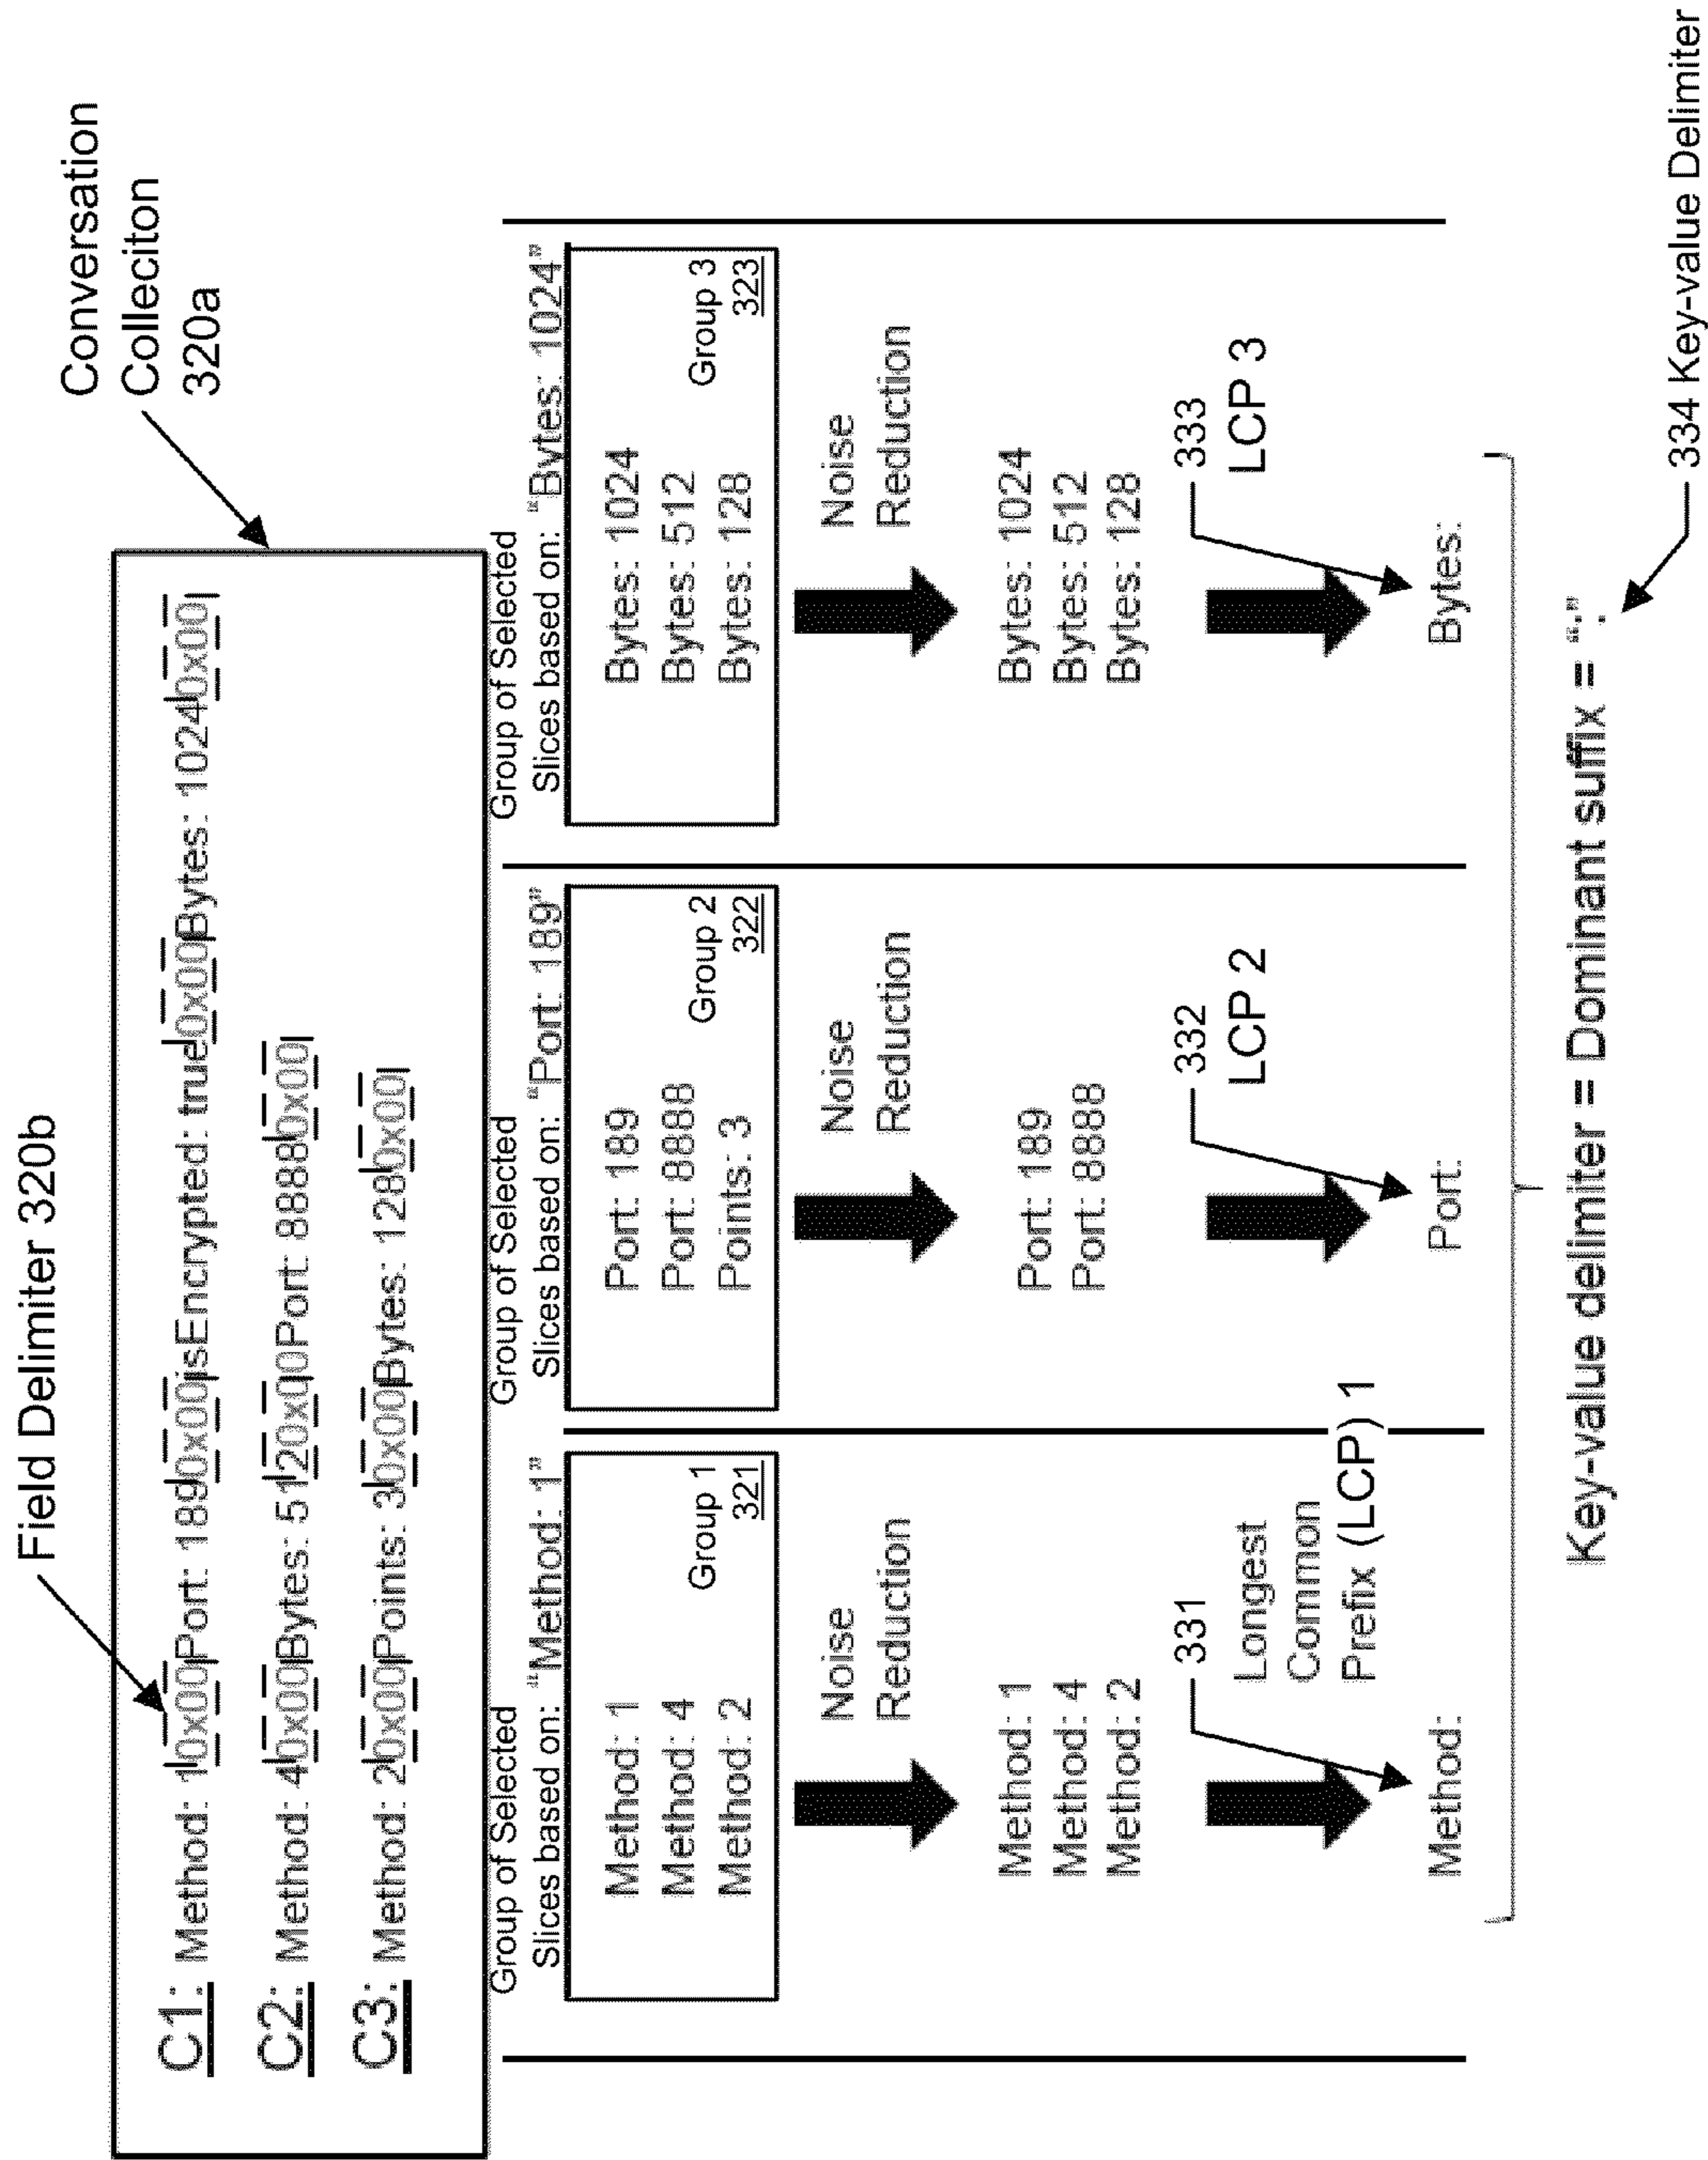 Field Delimiter 320b
Conversation
Colleciton
320a
C1: Method: 10x00Port: 1890x00isEncrypted: true0x00Bytes: 10240x00
C2: Method: 40x00Bytes: 5120x00Port: 88880x00
C3: Method: 20x00Points: 30x00Bytes: 1280x00
Group of Selected
Slices based on: “Method: 1”
Method: 1
Method: 4
Method: 2
Group 1
321
Noise
Reduction
Method: 1
Method: 4
Method: 2
331
Longest
Common
Prefix (LCP) 1
Method:
Group of Selected
Slices based on: “Port: 189”
Port: 189
Port: 8888
Points: 3
Group 2
322
Noise
Reduction
Port: 189
Port: 8888
332
LCP 2
Port:
Group of Selected
Slices based on: “Bytes: 1024”
Bytes: 1024
Bytes: 512
Bytes: 128
Group 3
323
Noise
Reduction
Bytes: 1024
Bytes: 512
Bytes: 128
333
LCP 3
Bytes:
Key-value delimiter = Dominant suffix = “:”
334 Key-value Delimiter